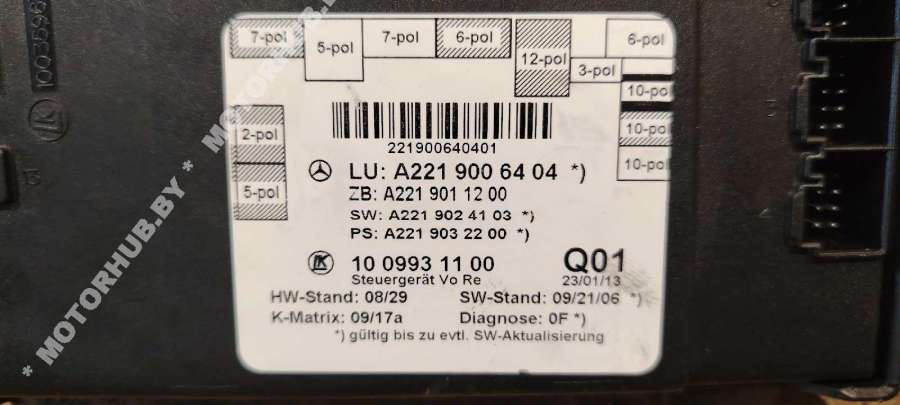 7-pol
5-pol
7-pol
6-pol
12-pol
3-pol
6-pol
10-pol
10-pol
10-pol
2-pol
5-pol
221900640401
LU: A221 900 64 04 *)
ZB: A221 901 12 00
SW: A221 902 41 03 *)
PS: A221 903 22 00 *)
LK 10 0993 11 00
Q01
Steuergerät Vo Re
23/01/13
HW-Stand: 08/29
SW-Stand: 09/21/06 *)
K-Matrix: 09/17a
Diagnose: 0F *)
*) gültig bis zu evtl. SW-Aktualisierung
* MOTORHUB.BY * MOTORHUB.BY *
* MOTORHUB.BY *